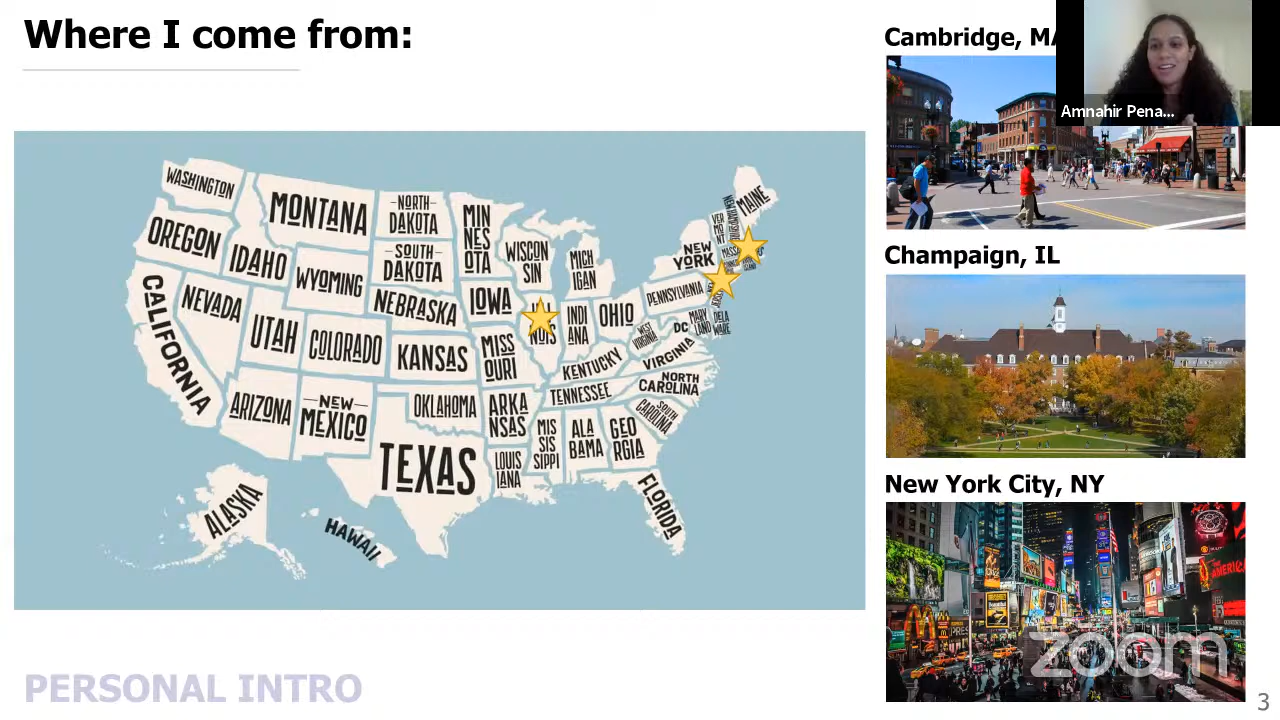 Where I come from:
Cambridge, MA
Amnahir Pena...
WASHINGTON
OREGON
CALIFORNIA
IDAHO
NEVADA
MONTANA
WYOMING
UTAH
COLORADO
ARIZONA
NEW
MEXICO
NORTH
DAKOTA
SOUTH
DAKOTA
NEBRASKA
KANSAS
OKLAHOMA
TEXAS
MIN
NES
OTA
IOWA
MISS
OURI
ARKA
NSAS
LOUIS
IANA
WISCON
SIN
NOIS
MICH
IGAN
INDI
ANA
OHIO
KENTUCKY
TENNESSEE
MIS
SIS
SIPPI
ALA
BAMA
GEO
RGIA
FLORIDA
SOUTH
CAROLINA
NORTH
CAROLINA
VIRGINIA
WEST
VIRGINIA
DC
MARY
LAND
DELA
WARE
PENNSYLVANIA
NEW
YORK
VER
MO
NT
MAINE
ALASKA
HAWAII
Champaign, IL
New York City, NY
zoom
PERSONAL INTRO
3